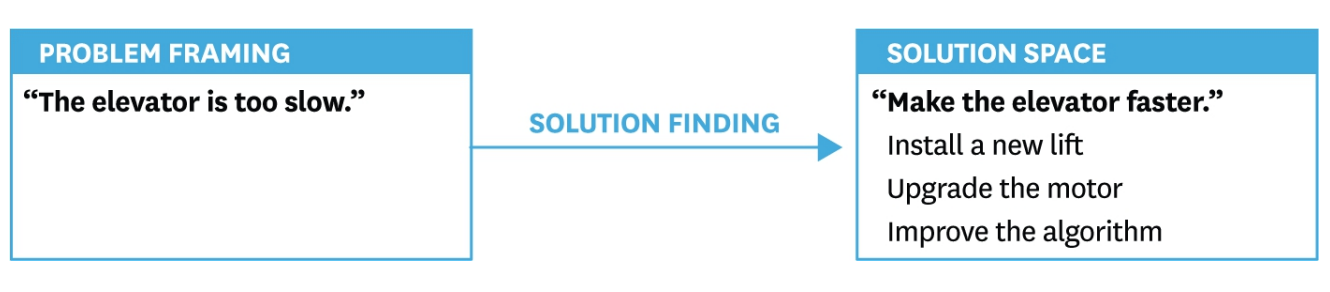 PROBLEM FRAMING
“The elevator is too slow.”
SOLUTION FINDING
SOLUTION SPACE
“Make the elevator faster.”
Install a new lift
Upgrade the motor
Improve the algorithm